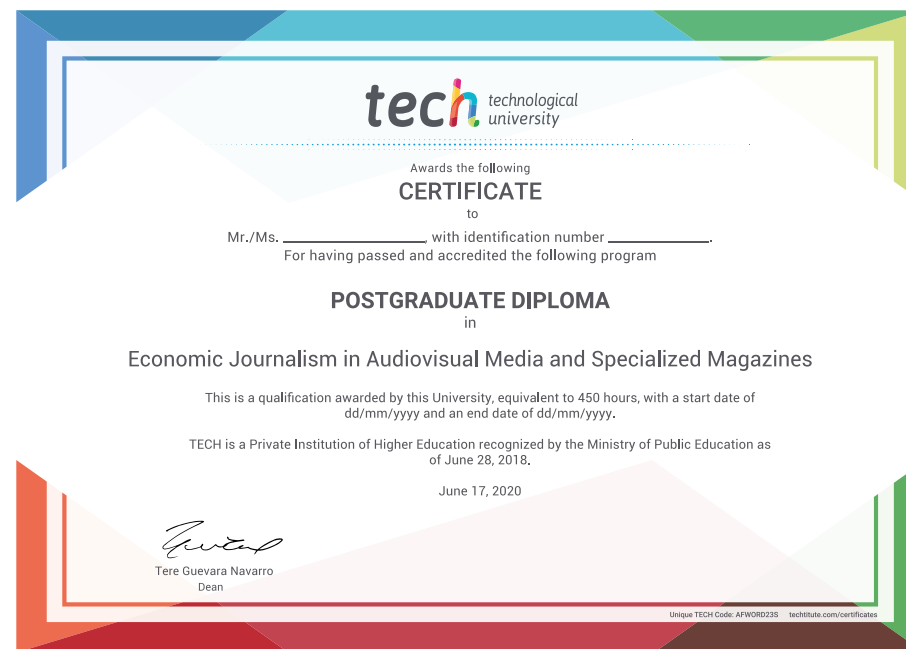 tech technological
university
Awards the following
CERTIFICATE
to
Mr./Ms. ____________________, with identification number ______________.
For having passed and accredited the following program
POSTGRADUATE DIPLOMA
in
Economic Journalism in Audiovisual Media and Specialized Magazines
This is a qualification awarded by this University, equivalent to 450 hours, with a start date of
dd/mm/yyyy and an end date of dd/mm/yyyy.
TECH is a Private Institution of Higher Education recognized by the Ministry of Public Education as
of June 28, 2018.
June 17, 2020
Tere Guevara Navarro
Dean
Unique TECH Code: AFWORD23S techtitute.com/certificates